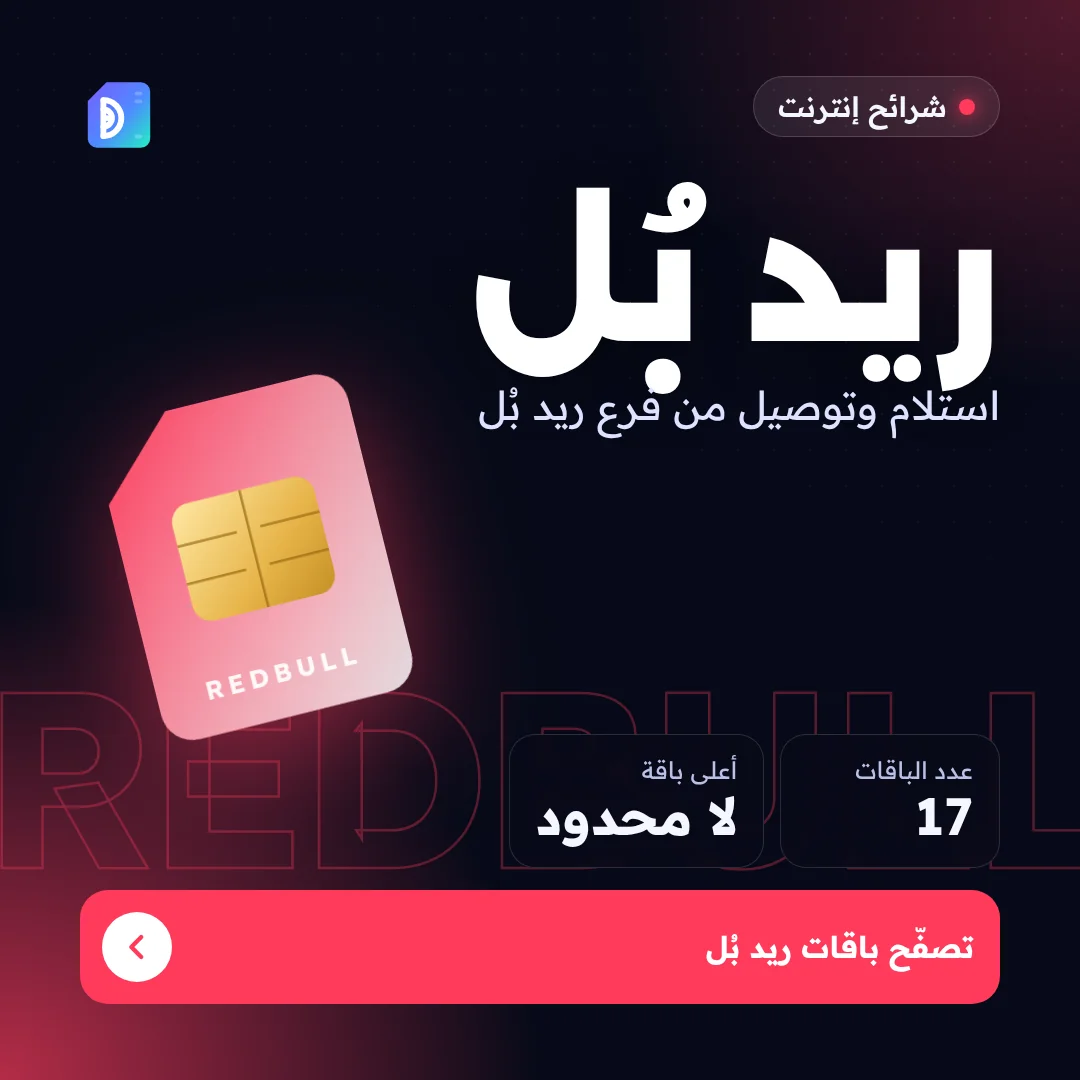 شرائح إنترنت
ريد بُل
استلام وتوصيل من فرع ريد بُل
REDBULL
REDBULL
عدد الباقات
17
أعلى باقة
لا محدود
تصفّح باقات ريد بُل